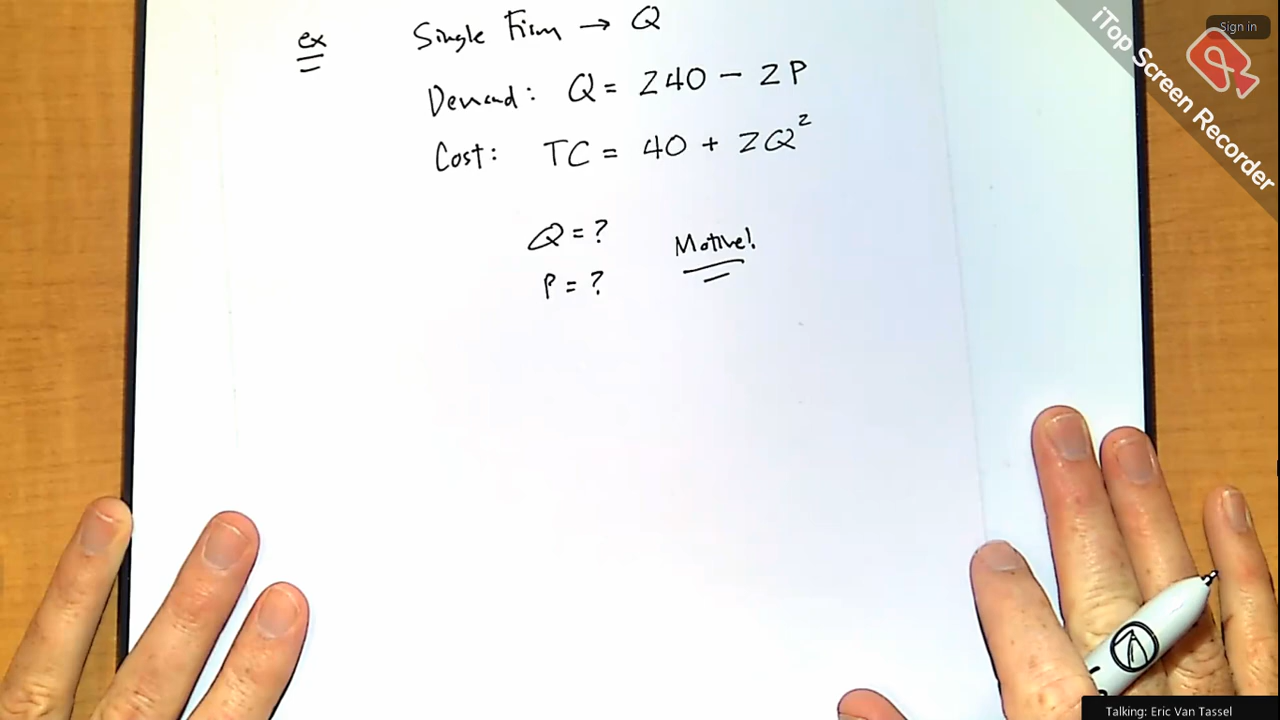 Sign in
iTop Screen Recorder
ex
Single Firm → Q
Demand: Q = 240 - 2P
Cost: TC = 40 + 2Q²
Q = ?
Motive!
P = ?
Talking: Eric Van Tassel